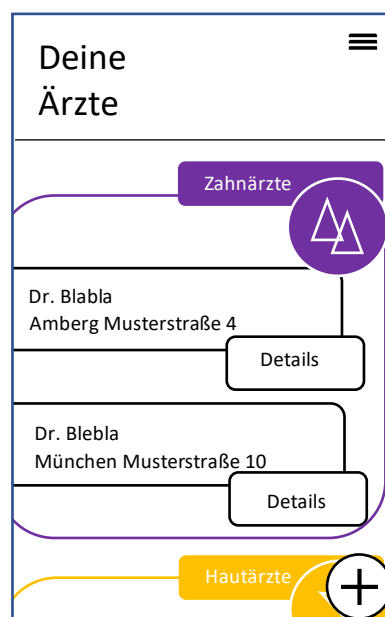 Deine
Ärzte
Zahnärzte
Dr. Blabla
Amberg Musterstraße 4
Details
Dr. Blebla
München Musterstraße 10
Details
Hautärzte